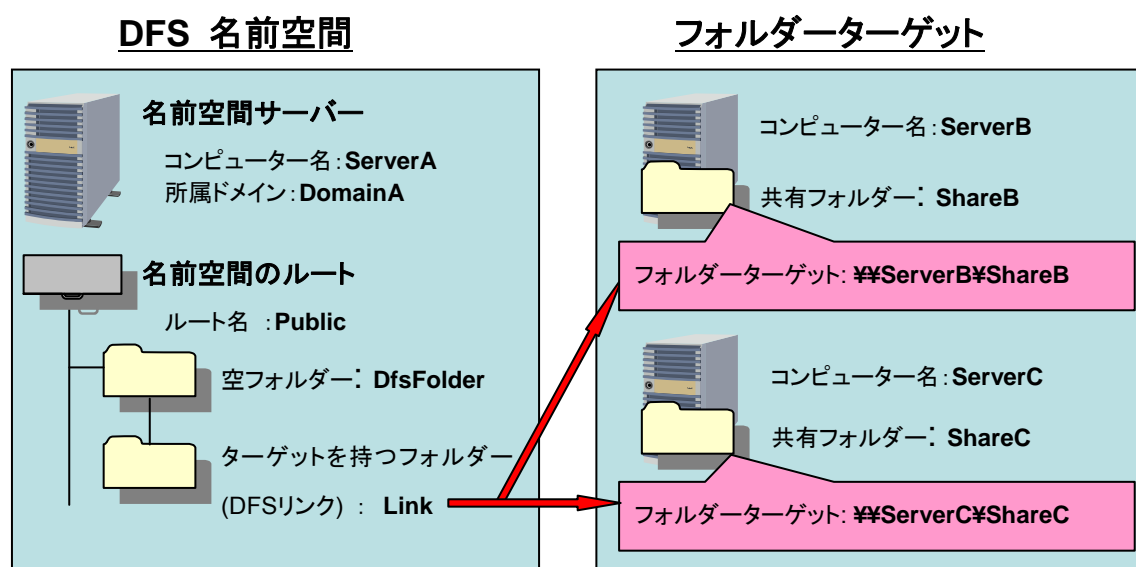 DFS 名前空間
名前空間サーバー
コンピューター名：ServerA
所属ドメイン：DomainA
名前空間のルート
ルート名 ：Public
空フォルダー： DfsFolder
ターゲットを持つフォルダー
(DFSリンク) ： Link
フォルダーターゲット
コンピューター名：ServerB
共有フォルダー： ShareB
フォルダーターゲット: ¥¥ServerB¥ShareB
コンピューター名：ServerC
共有フォルダー： ShareC
フォルダーターゲット: ¥¥ServerC¥ShareC